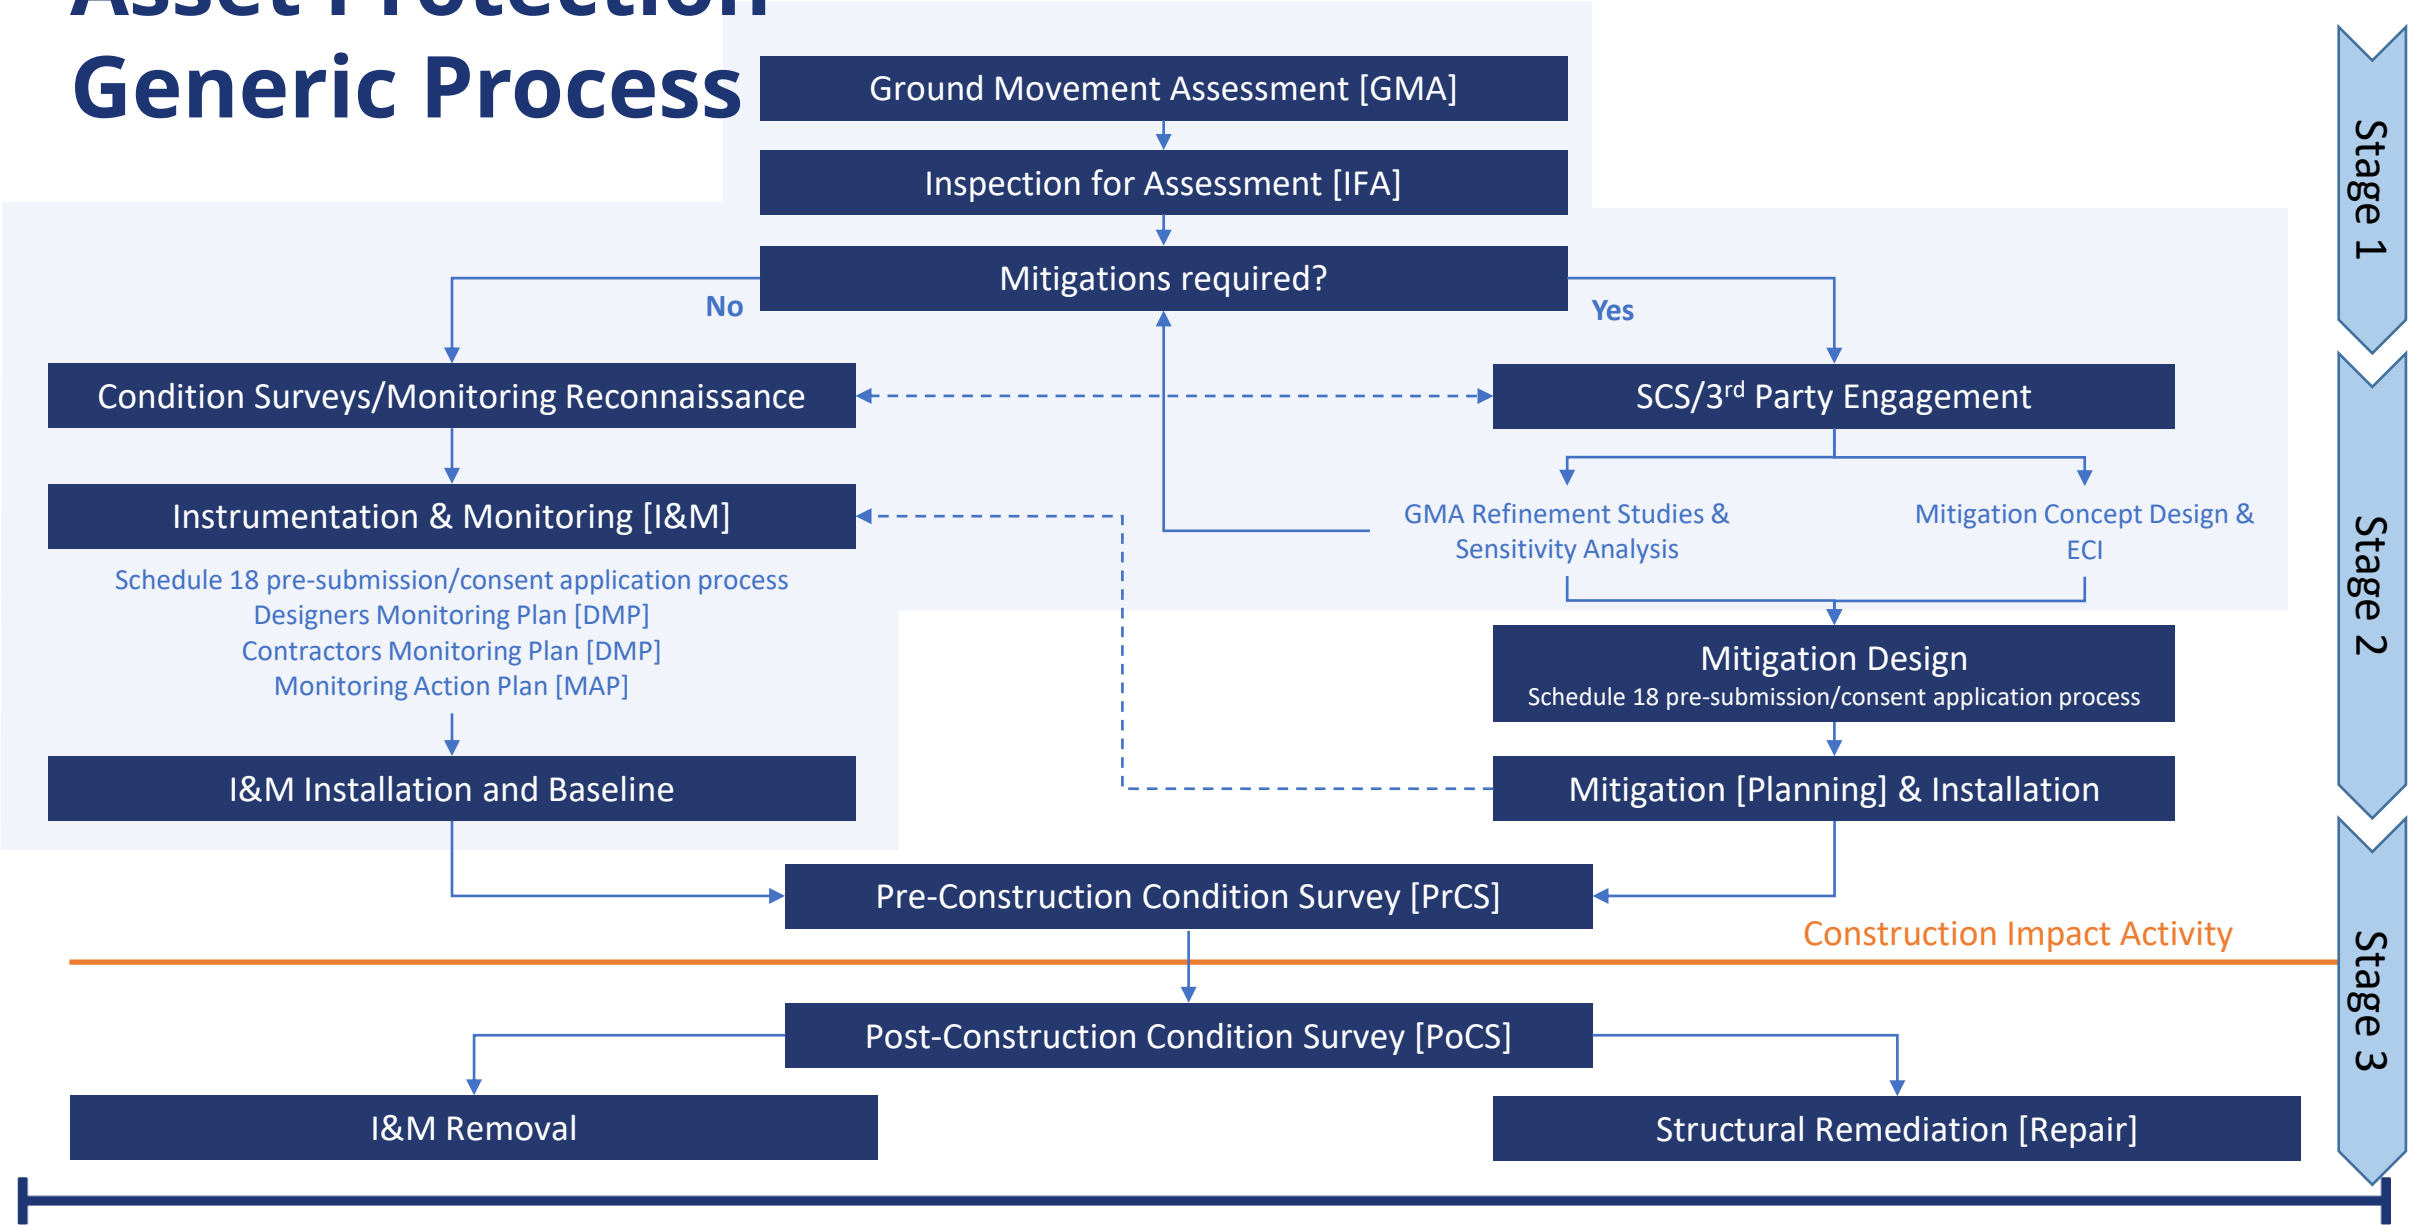 Asset Protection
Generic Process
Ground Movement Assessment [GMA]
Inspection for Assessment [IFA]
Mitigations required?
No
Yes
Condition Surveys/Monitoring Reconnaissance
SCS/3rd Party Engagement
Instrumentation & Monitoring [I&M]
GMA Refinement Studies &
Sensitivity Analysis
Mitigation Concept Design &
ECI
Schedule 18 pre-submission/consent application process
Designers Monitoring Plan [DMP]
Contractors Monitoring Plan [DMP]
Monitoring Action Plan [MAP]
Mitigation Design
Schedule 18 pre-submission/consent application process
I&M Installation and Baseline
Mitigation [Planning] & Installation
Pre-Construction Condition Survey [PrCS]
Construction Impact Activity
Post-Construction Condition Survey [PoCS]
I&M Removal
Structural Remediation [Repair]
Stage 1
Stage 2
Stage 3